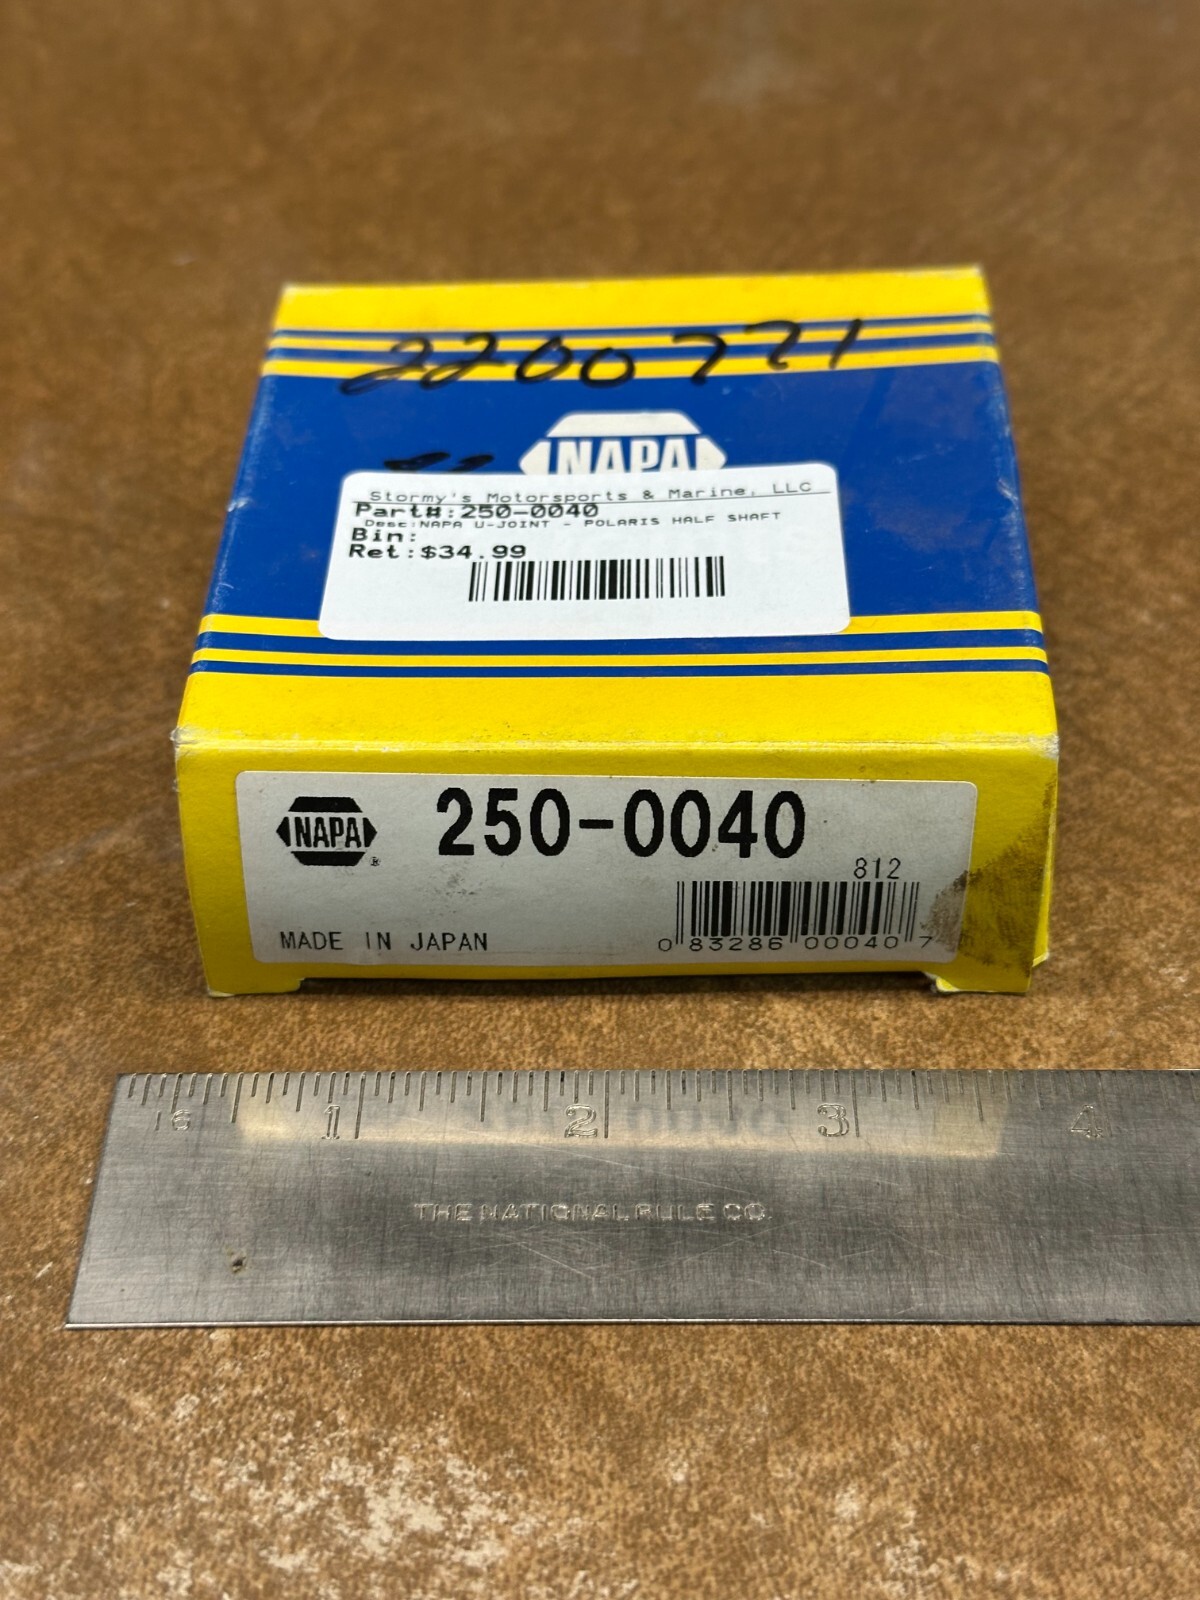 2200771
NAPA
Stormy's Motorsports & Marine, LLC
Part#:250-0040
Desc:NAPA U-JOINT - POLARIS HALF SHAFT
Bin:
Ret:$34.99
NAPA®
250-0040
812
MADE IN JAPAN
0 83286 00040 7
16 1 2 3 4
THE NATIONAL RULE CO.